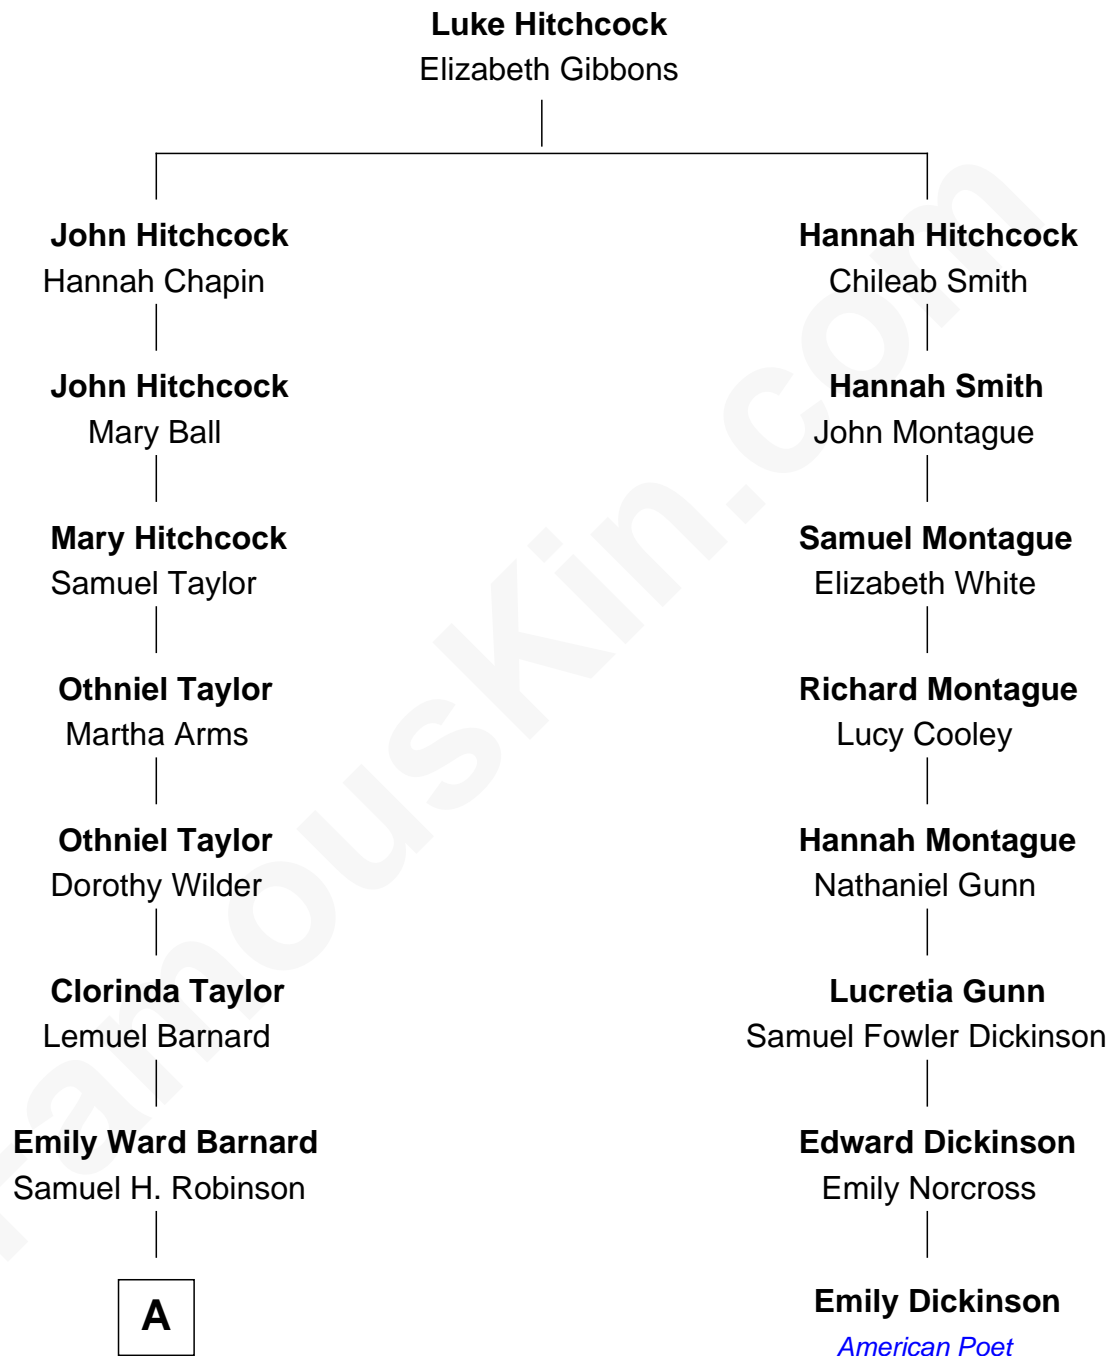 Luke Hitchcock
Elizabeth Gibbons
John Hitchcock
Hannah Chapin
John Hitchcock
Mary Ball
Mary Hitchcock
Samuel Taylor
Othniel Taylor
Martha Arms
Othniel Taylor
Dorothy Wilder
Clorinda Taylor
Lemuel Barnard
Emily Ward Barnard
Samuel H. Robinson
A
Hannah Hitchcock
Chileab Smith
Hannah Smith
John Montague
Samuel Montague
Elizabeth White
Richard Montague
Lucy Cooley
Hannah Montague
Nathaniel Gunn
Lucretia Gunn
Samuel Fowler Dickinson
Edward Dickinson
Emily Norcross
Emily Dickinson
American Poet
FamousKin.com